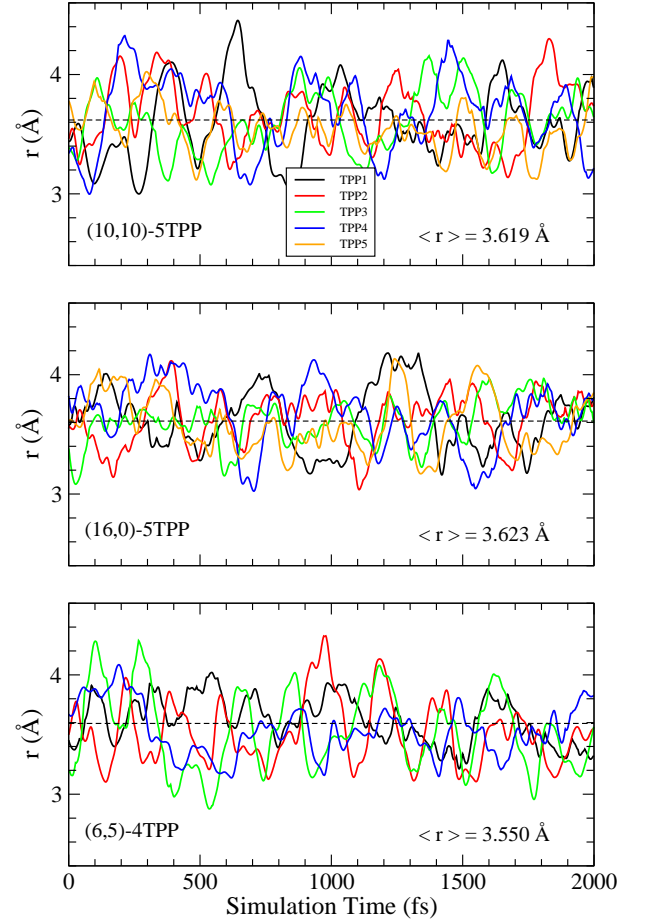 4
r (Å)
3
TPP1
TPP2
TPP3
TPP4
TPP5
(10,10)-5TPP
< r > = 3.619 Å
4
r (Å)
3
(16,0)-5TPP
< r > = 3.623 Å
4
r (Å)
3
(6,5)-4TPP
< r > = 3.550 Å
0 500 1000 1500 2000
Simulation Time (fs)